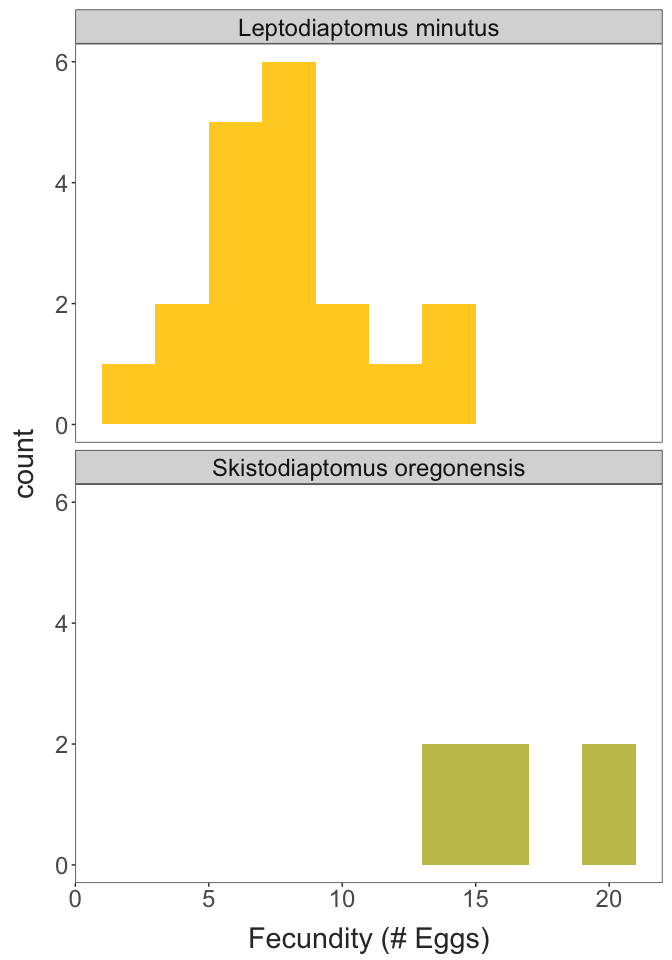 Leptodiaptomus minutus
6
4
2
0
count
Skistodiaptomus oregonensis
6
4
2
0
0 5 10 15 20
Fecundity (# Eggs)